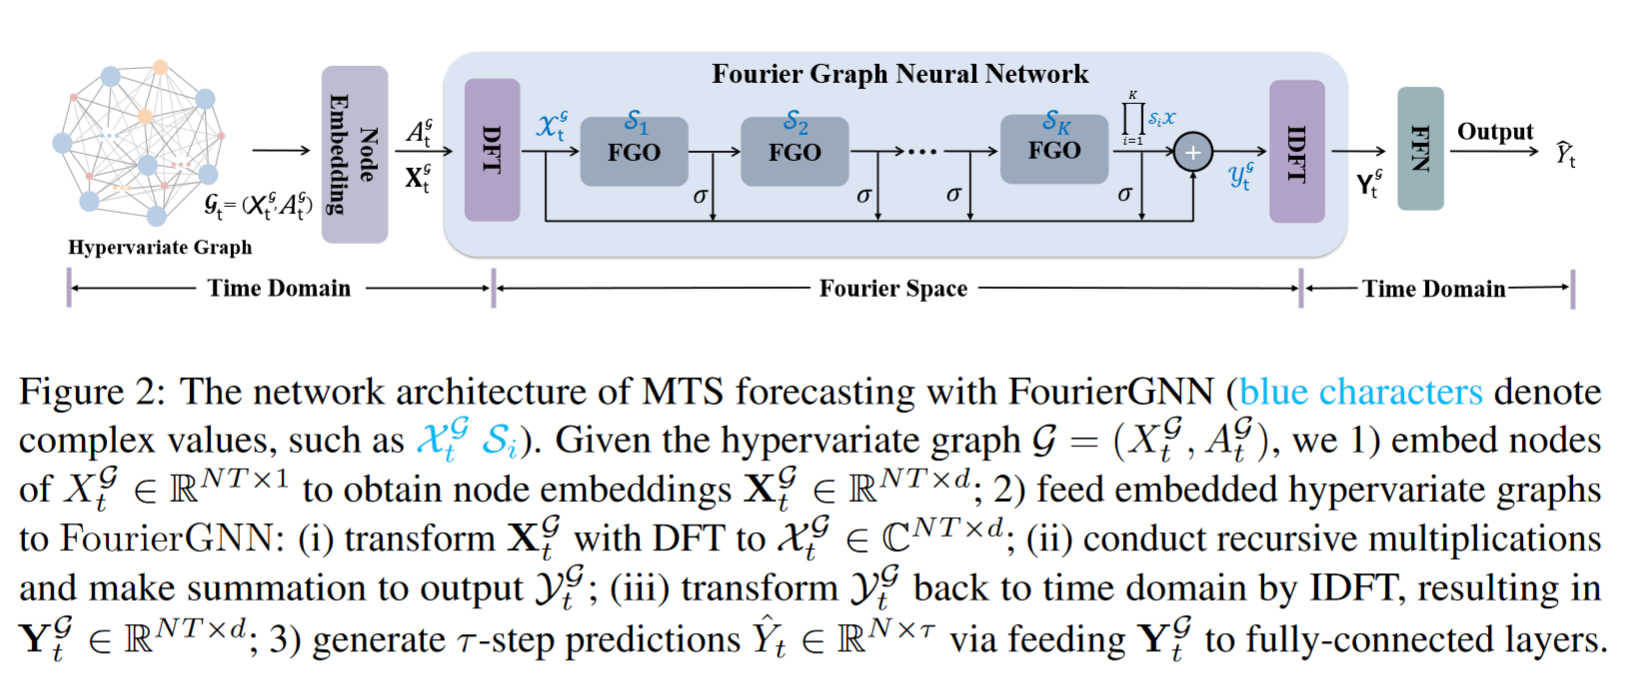 Fourier Graph Neural Network
Node Embedding
A_t^𝒢
𝐗_t^𝒢
DFT
𝒳_t^𝒢
𝒮_1
FGO
𝒮_2
FGO
……
𝒮_K
FGO
∏_{i=1}^{K} 𝒮_i 𝒳
+
σ
σ
σ
σ
𝒴_t^𝒢
IDFT
𝐘_t^𝒢
FFN
Output
Ŷ_t
𝒢_t = (X_t^𝒢, A_t^𝒢)
Hypervariate Graph
Time Domain
Fourier Space
Time Domain
Figure 2: The network architecture of MTS forecasting with FourierGNN (blue characters denote
complex values, such as 𝒳_t^𝒢 𝒮_i). Given the hypervariate graph 𝒢 = (X_t^𝒢, A_t^𝒢), we 1) embed nodes
of X_t^𝒢 ∈ ℝ^{NT×1} to obtain node embeddings 𝐗_t^𝒢 ∈ ℝ^{NT×d}; 2) feed embedded hypervariate graphs
to FourierGNN: (i) transform 𝐗_t^𝒢 with DFT to 𝒳_t^𝒢 ∈ ℂ^{NT×d}; (ii) conduct recursive multiplications
and make summation to output 𝒴_t^𝒢; (iii) transform 𝒴_t^𝒢 back to time domain by IDFT, resulting in
𝐘_t^𝒢 ∈ ℝ^{NT×d}; 3) generate τ-step predictions Ŷ_t ∈ ℝ^{N×τ} via feeding 𝐘_t^𝒢 to fully-connected layers.